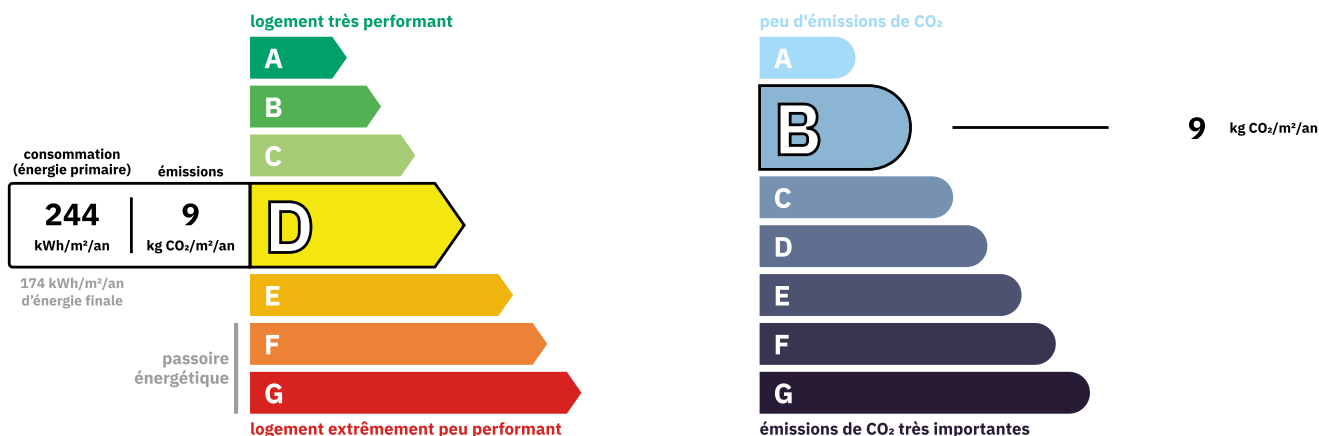 logement très performant
A
B
C
consommation
(énergie primaire)
émissions
244
kWh/m²/an
9
kg CO₂/m²/an
D
174 kWh/m²/an
d'énergie finale
E
F
passoire
énergétique
G
logement extrêmement peu performant
peu d'émissions de CO₂
A
B
9 kg CO₂/m²/an
C
D
E
F
G
émissions de CO₂ très importantes